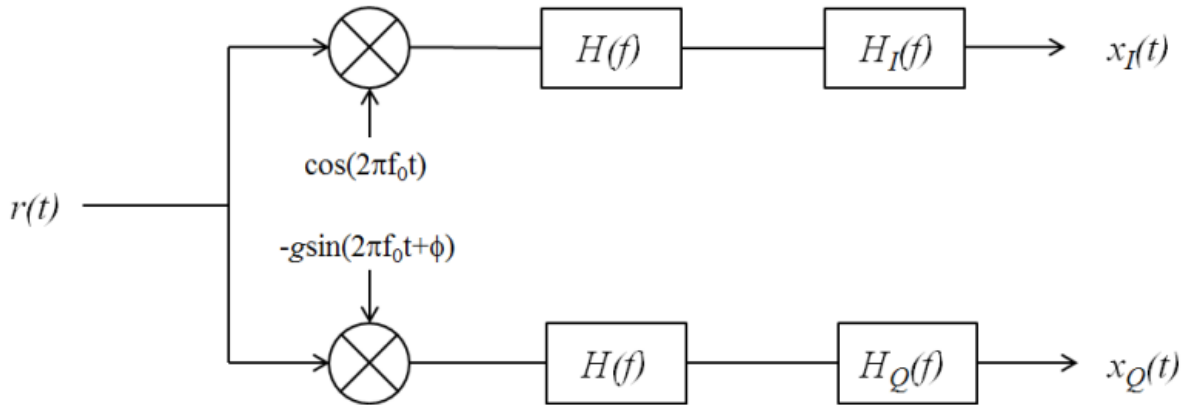 H(f)
H_I(f)
x_I(t)
cos(2πf₀t)
r(t)
-gsin(2πf₀t+ϕ)
H(f)
H_Q(f)
x_Q(t)